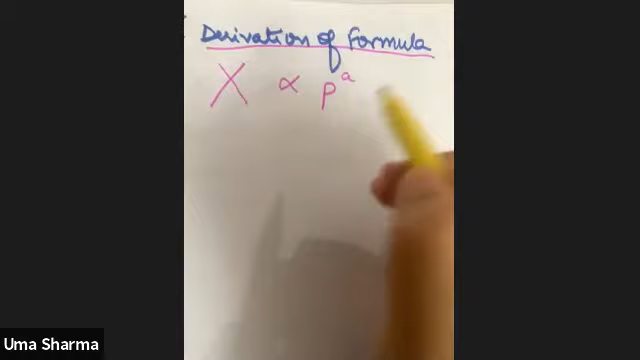 Derivation of formula
X ∝ p^a
Uma Sharma